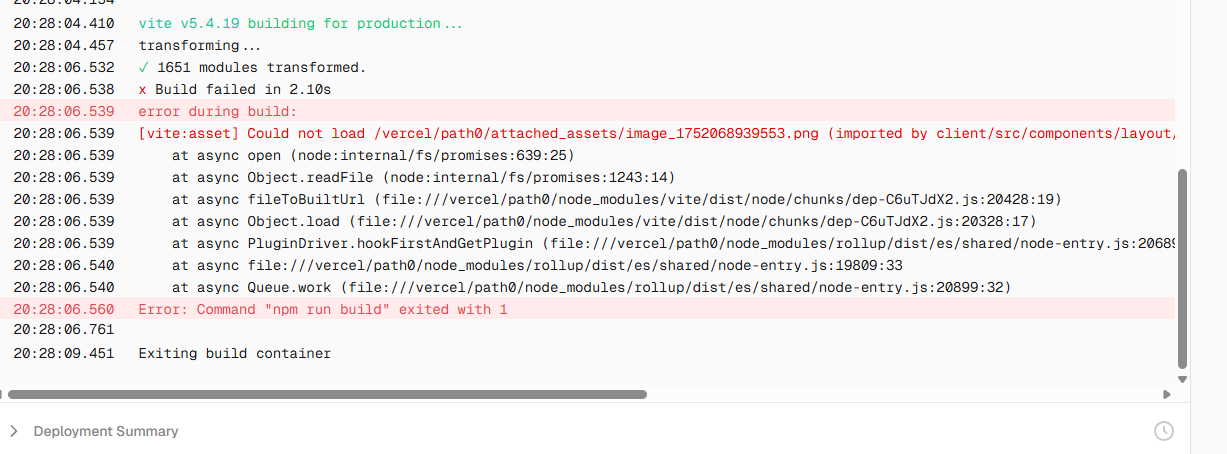 20:28:04.410 vite v5.4.19 building for production...
20:28:04.457 transforming...
20:28:06.532 ✓ 1651 modules transformed.
20:28:06.538 x Build failed in 2.10s
20:28:06.539 error during build:
20:28:06.539 [vite:asset] Could not load /vercel/path0/attached_assets/image_1752068939553.png (imported by client/src/components/layout/
20:28:06.539 at async open (node:internal/fs/promises:639:25)
20:28:06.539 at async Object.readFile (node:internal/fs/promises:1243:14)
20:28:06.539 at async fileToBuiltUrl (file:///vercel/path0/node_modules/vite/dist/node/chunks/dep-C6uTJdX2.js:20428:19)
20:28:06.539 at async Object.load (file:///vercel/path0/node_modules/vite/dist/node/chunks/dep-C6uTJdX2.js:20328:17)
20:28:06.539 at async PluginDriver.hookFirstAndGetPlugin (file:///vercel/path0/node_modules/rollup/dist/es/shared/node-entry.js:2068
20:28:06.540 at async file:///vercel/path0/node_modules/rollup/dist/es/shared/node-entry.js:19809:33
20:28:06.540 at async Queue.work (file:///vercel/path0/node_modules/rollup/dist/es/shared/node-entry.js:20899:32)
20:28:06.560 Error: Command "npm run build" exited with 1
20:28:06.761
20:28:09.451 Exiting build container
Deployment Summary